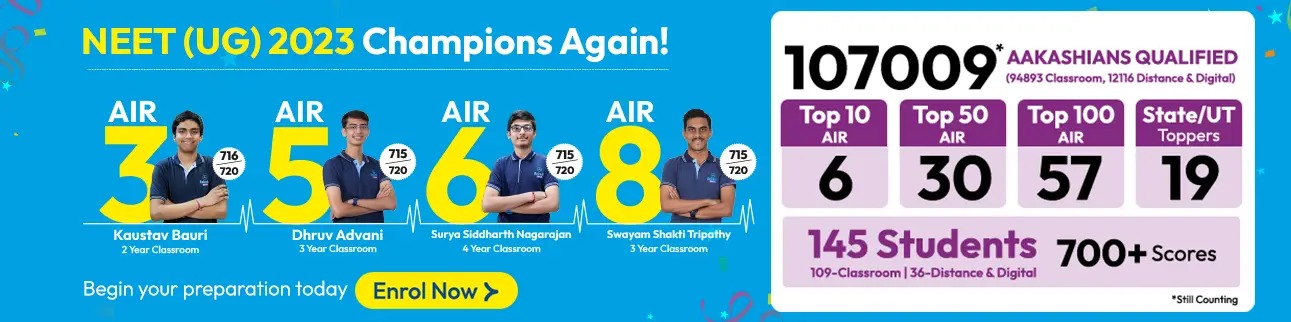 NEET (UG) 2023 Champions Again!
AIR
3
716
720
Kaustav Bauri
2 Year Classroom
AIR
5
715
720
Dhruv Advani
3 Year Classroom
AIR
6
715
720
Surya Siddharth Nagarajan
4 Year Classroom
AIR
8
715
720
Swayam Shakti Tripathy
3 Year Classroom
Begin your preparation today
Enrol Now
107009* AAKASHIANS QUALIFIED
(94893 Classroom, 12116 Distance & Digital)
Top 10
AIR
6
Top 50
AIR
30
Top 100
AIR
57
State/UT
Toppers
19
145 Students
109-Classroom | 36-Distance & Digital
700+ Scores
*Still Counting